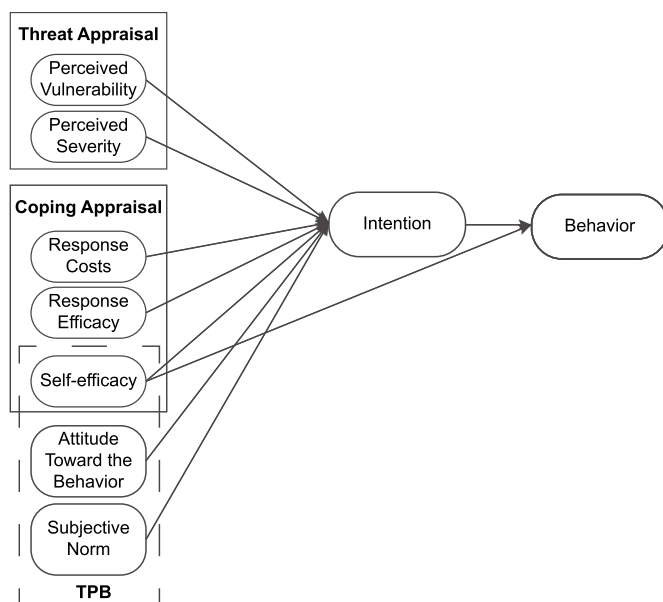 Threat Appraisal
Perceived
Vulnerability
Perceived
Severity
Coping Appraisal
Response
Costs
Response
Efficacy
Self-efficacy
Attitude
Toward the
Behavior
Subjective
Norm
TPB
Intention
Behavior